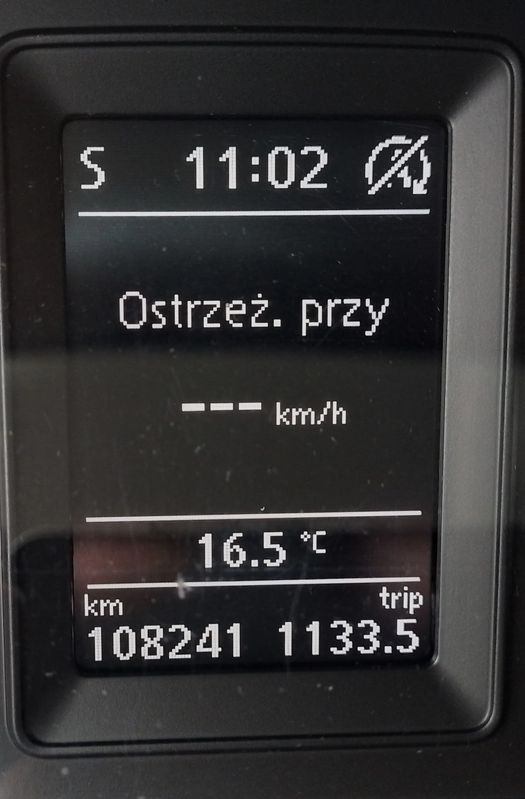 S 11:02
Ostrzeż. przy
--- km/h
16.5 °C
km trip
108241 1133.5